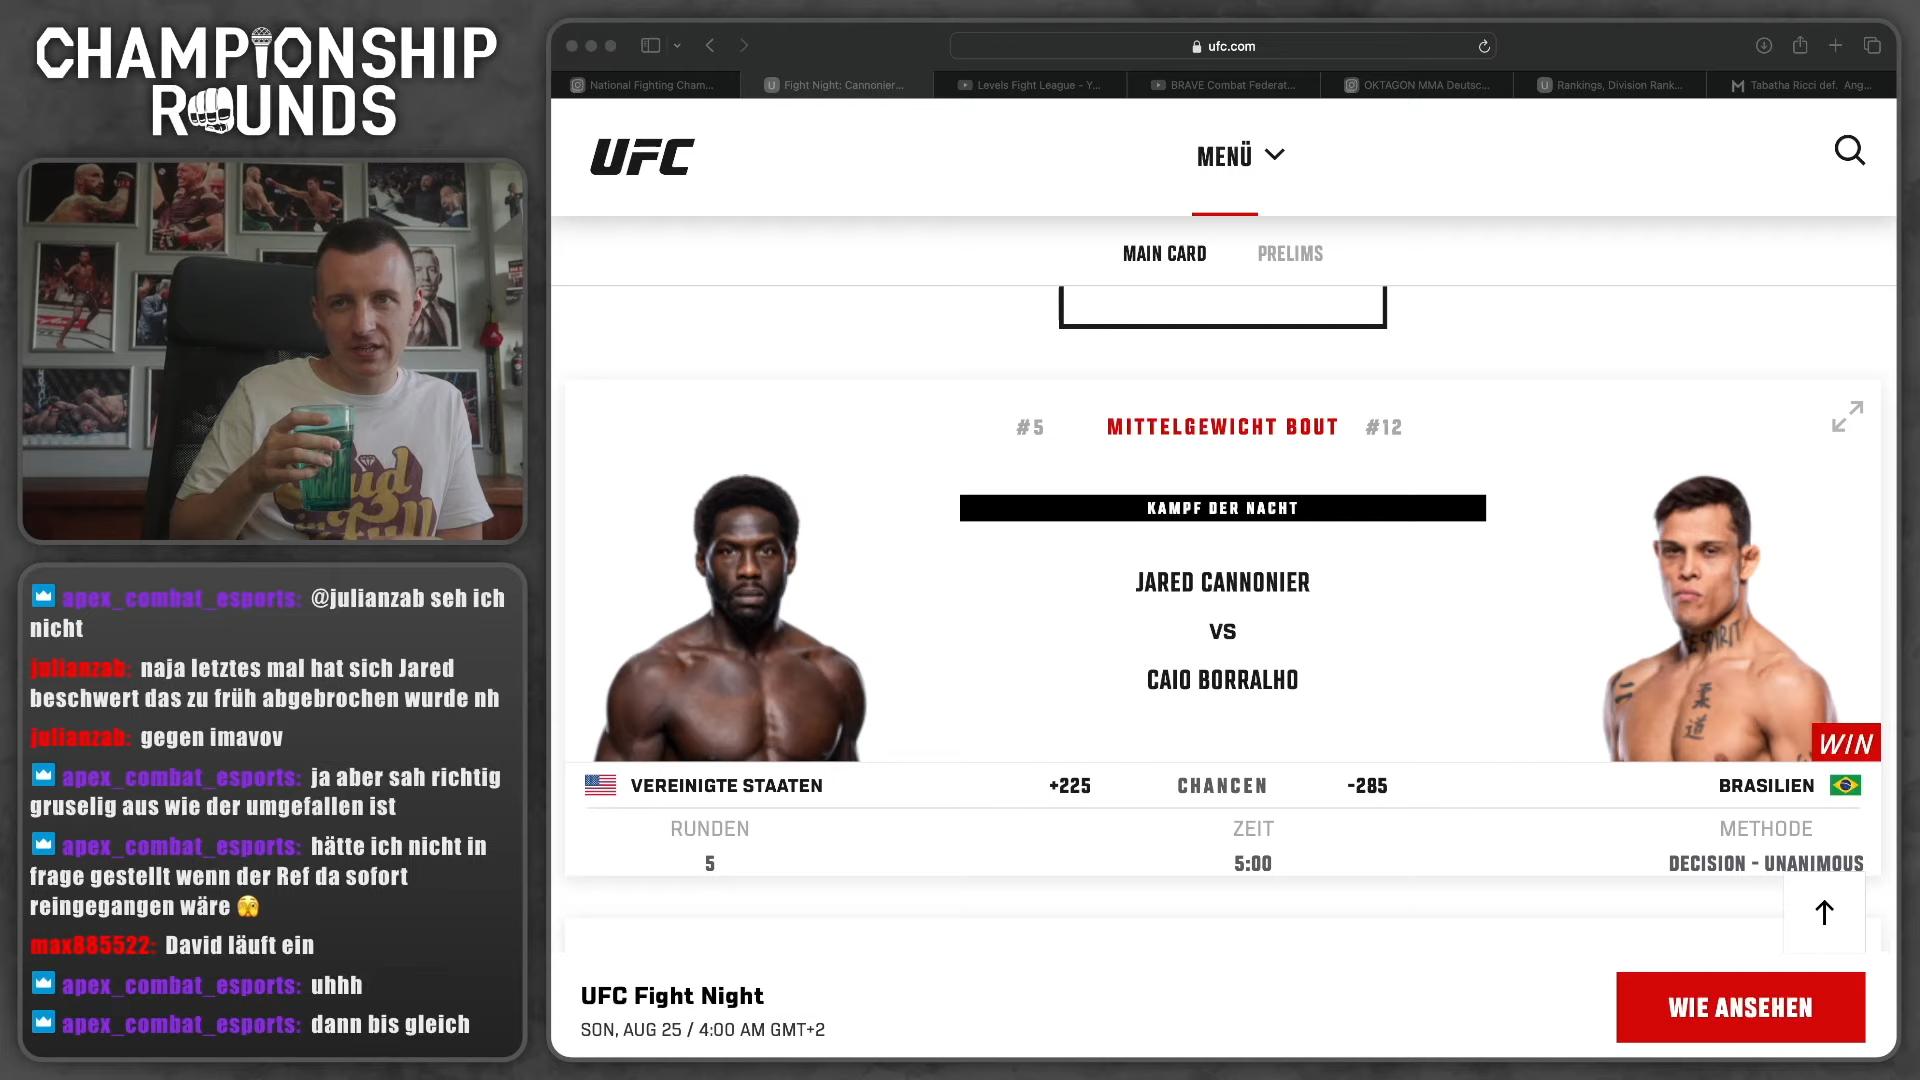 CHAMPIONSHIP
ROUNDS
apex_combat_esports: @julianzab seh ich
nicht
julianzab: naja letztes mal hat sich Jared
beschwert das zu früh abgebrochen wurde nh
julianzab: gegen imavov
apex_combat_esports: ja aber sah richtig
gruselig aus wie der umgefallen ist
apex_combat_esports: hätte ich nicht in
frage gestellt wenn der Ref da sofort
reingegangen wäre 🫣
max885522: David läuft ein
apex_combat_esports: uhhh
apex_combat_esports: dann bis gleich
ufc.com
National Fighting Cham...
Fight Night: Cannonier...
Levels Fight League - Y...
BRAVE Combat Federat...
OKTAGON MMA Deutsc...
Rankings, Division Rank...
Tabatha Ricci def. Ang...
UFC
MENÜ
MAIN CARD PRELIMS
#5 MITTELGEWICHT BOUT #12
KAMPF DER NACHT
JARED CANNONIER
VS
CAIO BORRALHO
WIN
VEREINIGTE STAATEN +225 CHANCEN -285 BRASILIEN
RUNDEN ZEIT METHODE
5 5:00 DECISION - UNANIMOUS
UFC Fight Night
SON, AUG 25 / 4:00 AM GMT+2
WIE ANSEHEN